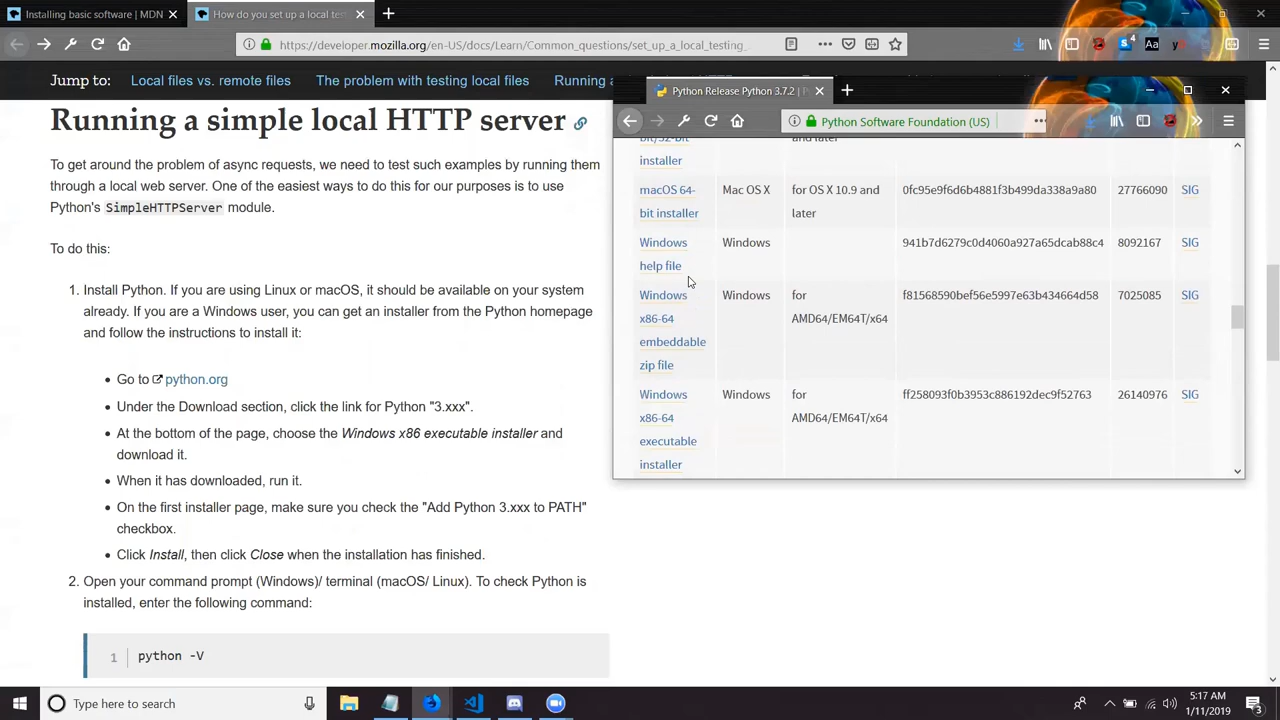 Installing basic software | MDN
How do you set up a local tes
https://developer.mozilla.org/en-US/docs/Learn/Common_questions/set_up_a_local_testing_
4
Aa
Jump to: Local files vs. remote files The problem with testing local files Running a
Running a simple local HTTP server
To get around the problem of async requests, we need to test such examples by running them
through a local web server. One of the easiest ways to do this for our purposes is to use
Python's SimpleHTTPServer module.
To do this:
1. Install Python. If you are using Linux or macOS, it should be available on your system
already. If you are a Windows user, you can get an installer from the Python homepage
and follow the instructions to install it:
• Go to python.org
• Under the Download section, click the link for Python "3.xxx".
• At the bottom of the page, choose the Windows x86 executable installer and
download it.
• When it has downloaded, run it.
• On the first installer page, make sure you check the "Add Python 3.xxx to PATH"
checkbox.
• Click Install, then click Close when the installation has finished.
2. Open your command prompt (Windows)/ terminal (macOS/ Linux). To check Python is
installed, enter the following command:
1 python -V
Python Release Python 3.7.2 | P
Python Software Foundation (US)
bit/32-bit and later
installer
macOS 64- Mac OS X for OS X 10.9 and 0fc95e9f6d6b4881f3b499da338a9a80 27766090 SIG
bit installer later
Windows Windows 941b7d6279c0d4060a927a65dcab88c4 8092167 SIG
help file
Windows Windows for f81568590bef56e5997e63b434664d58 7025085 SIG
x86-64 AMD64/EM64T/x64
embeddable
zip file
Windows Windows for ff258093f0b3953c886192dec9f52763 26140976 SIG
x86-64 AMD64/EM64T/x64
executable
installer
Type here to search
5:17 AM
1/11/2019
3